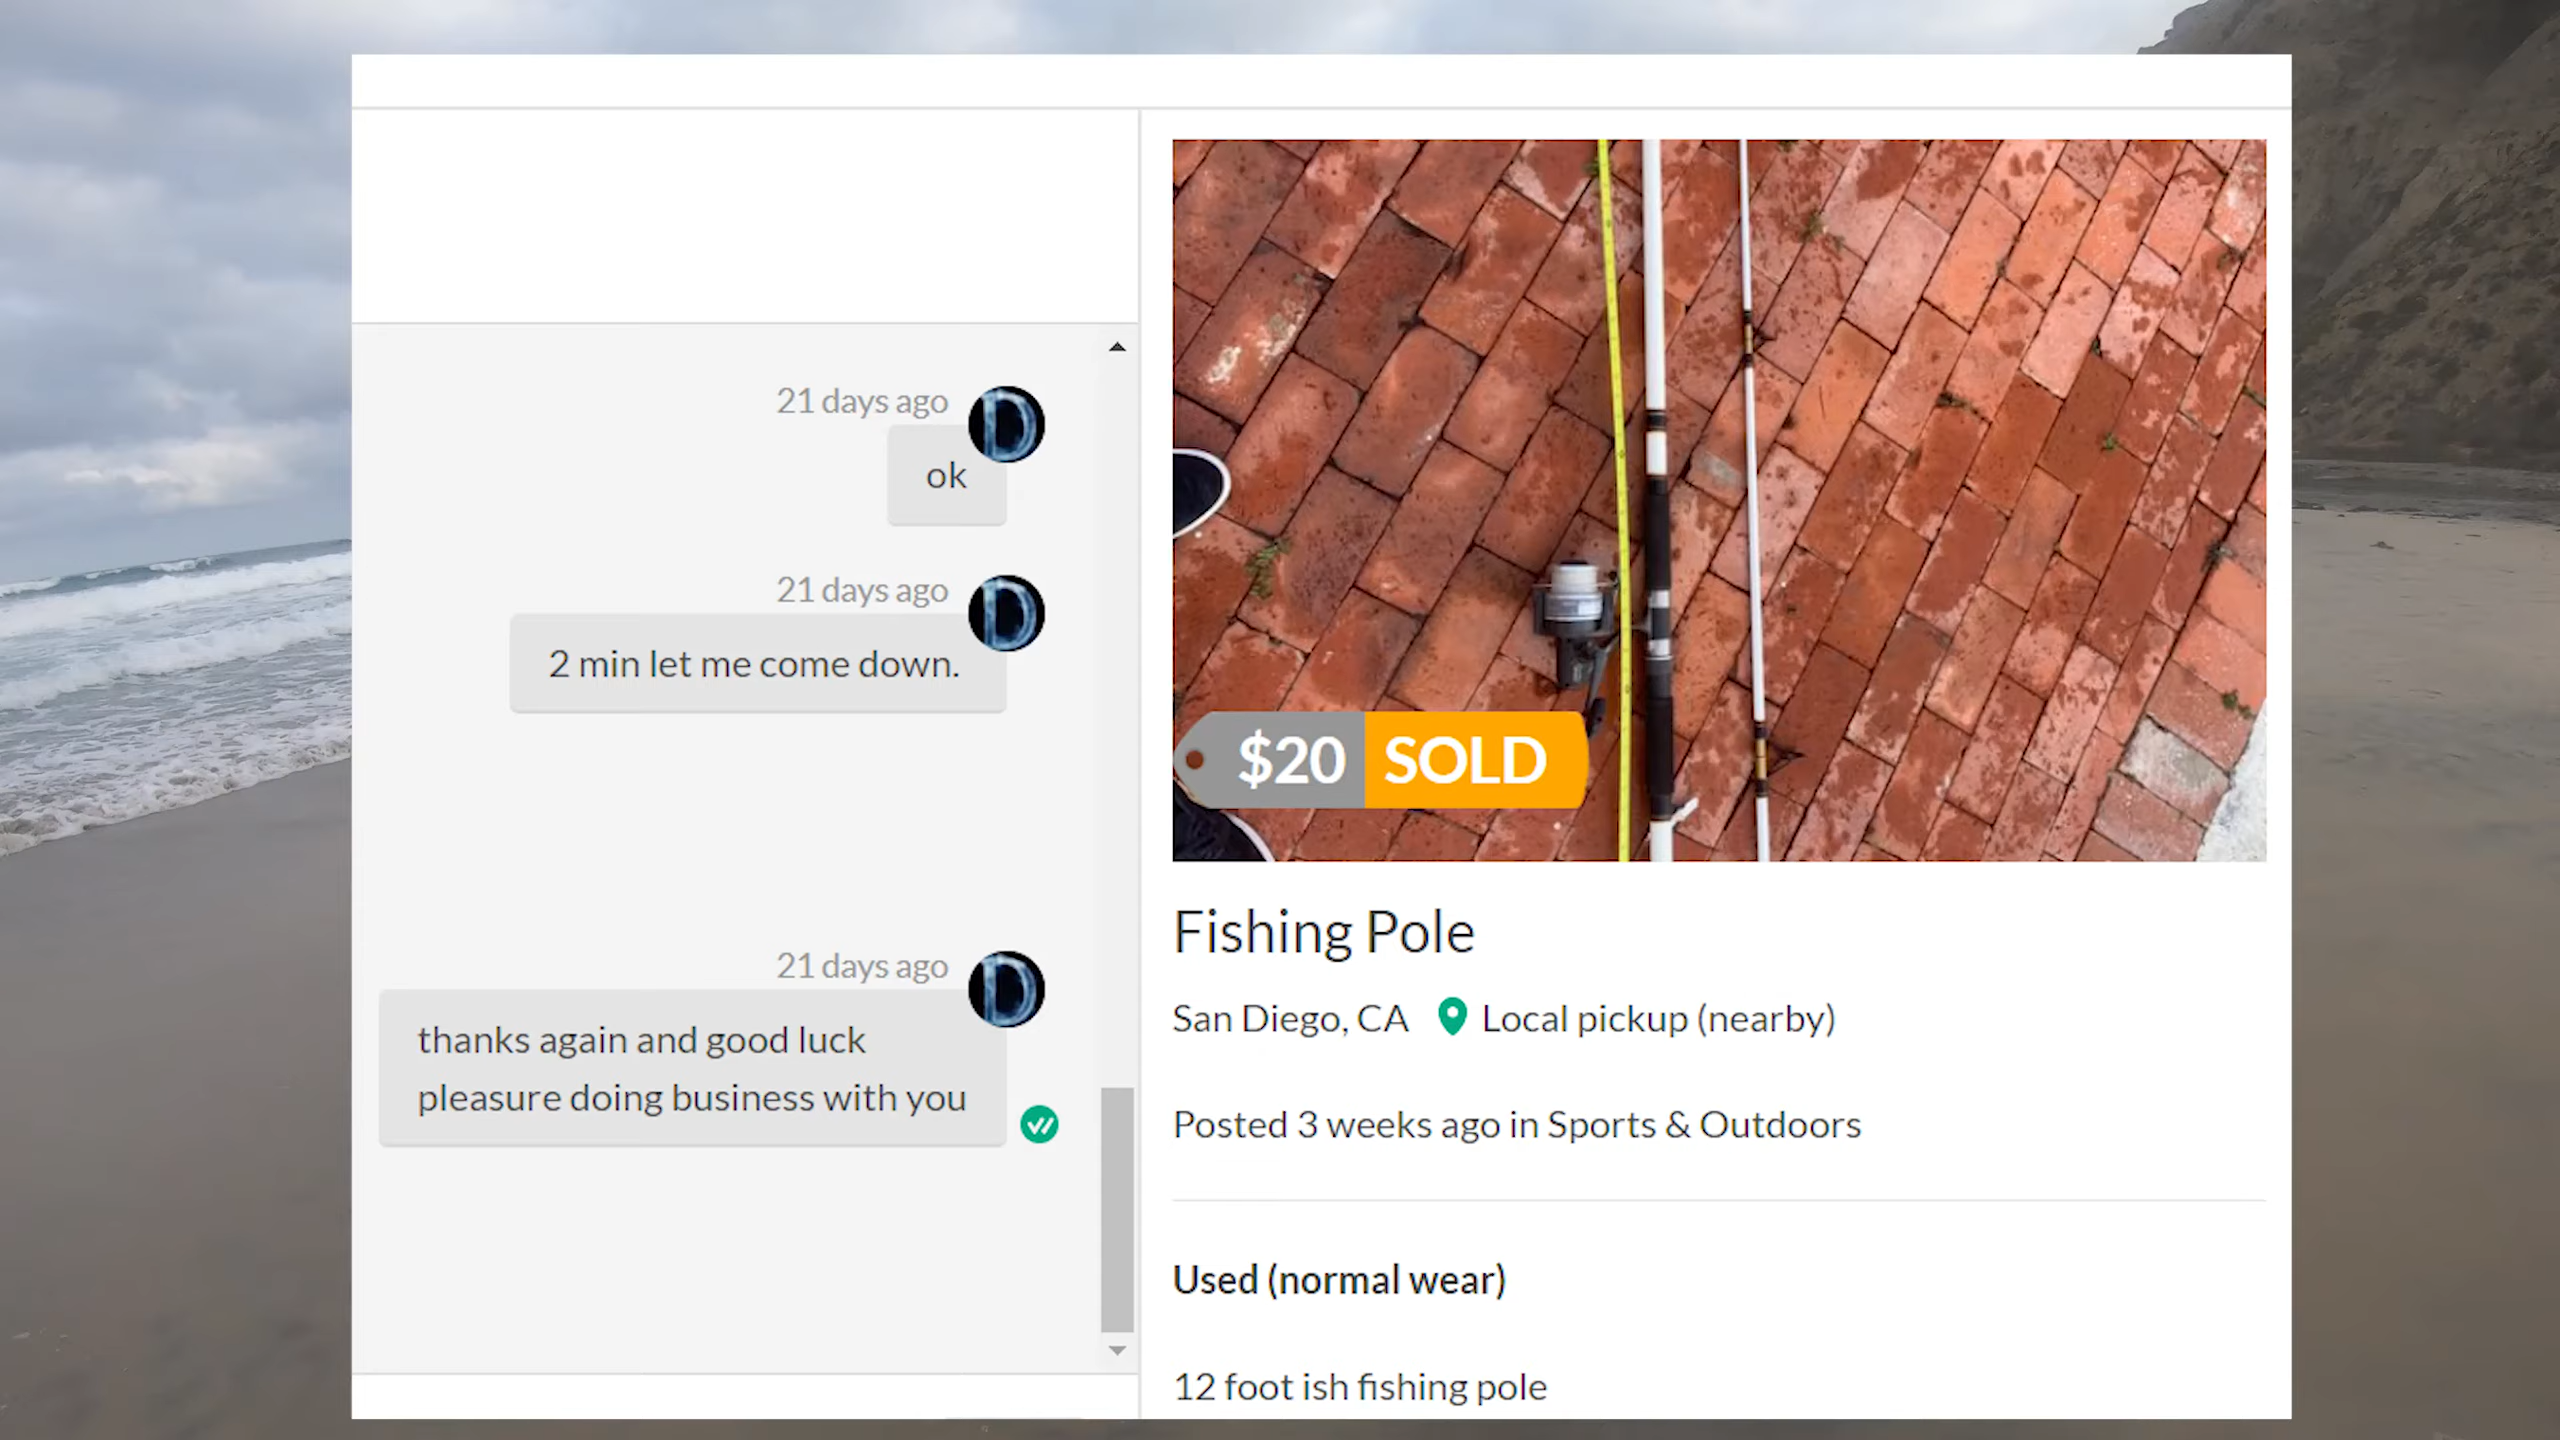 21 days ago
D
ok
21 days ago
D
2 min let me come down.
21 days ago
D
thanks again and good luck
pleasure doing business with you
$20 SOLD
Fishing Pole
San Diego, CA Local pickup (nearby)
Posted 3 weeks ago in Sports & Outdoors
Used (normal wear)
12 foot ish fishing pole